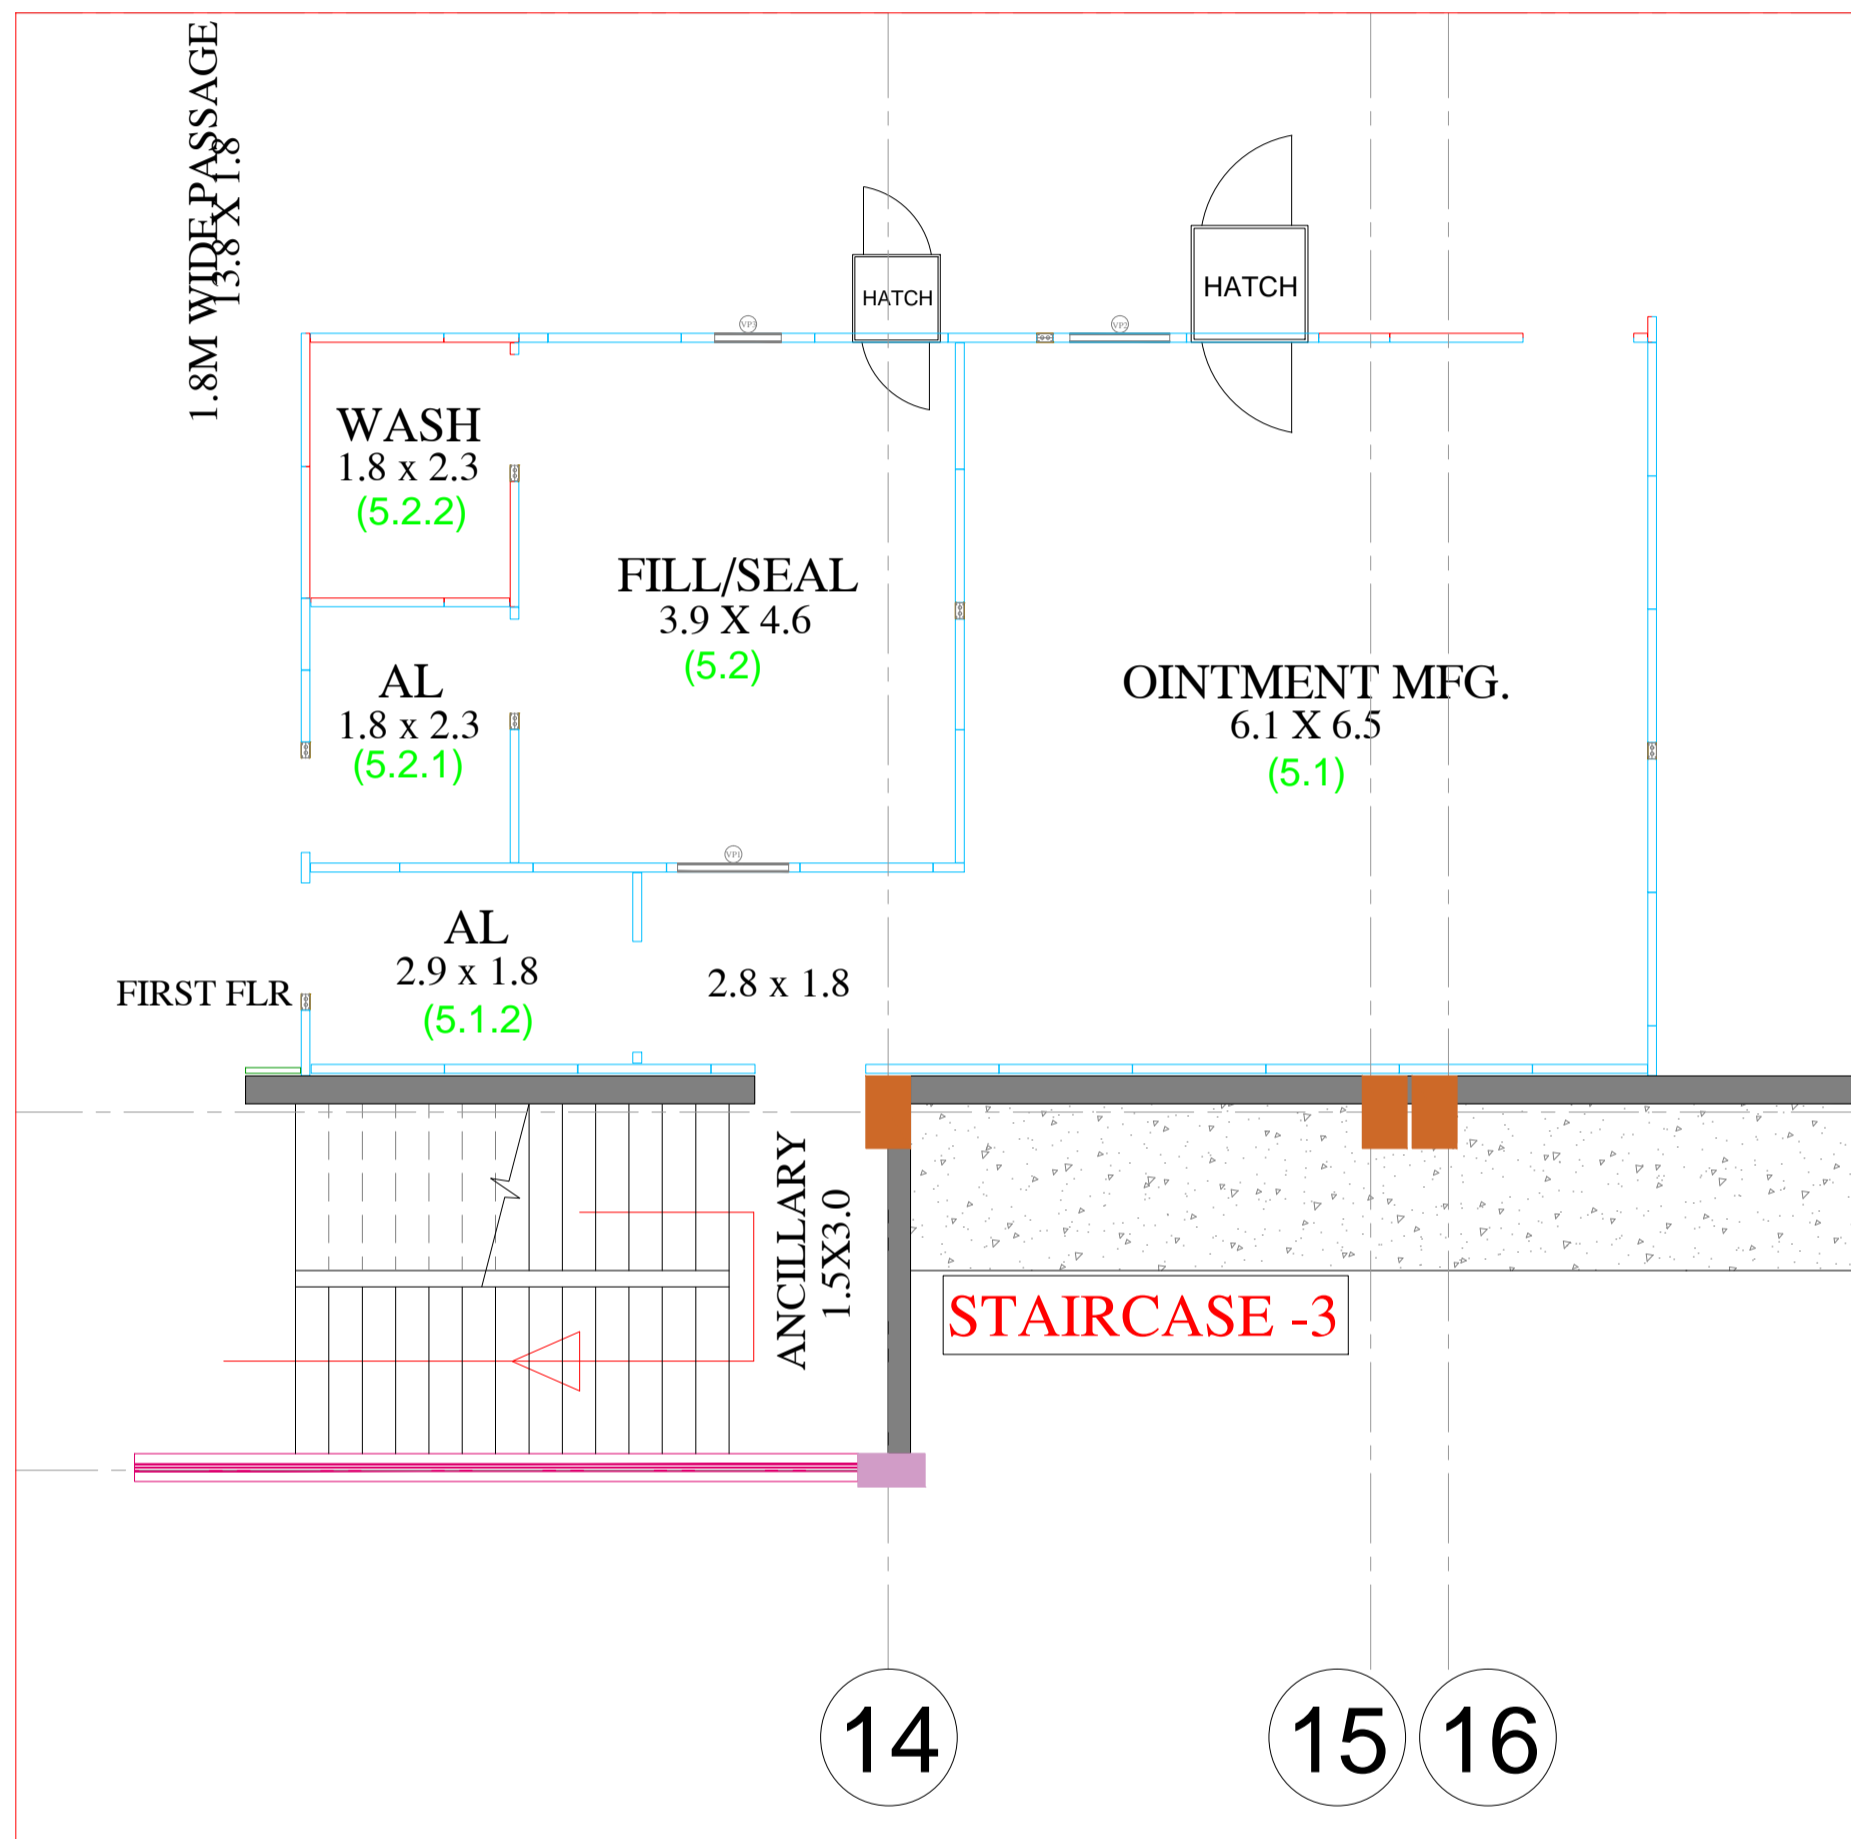 1.8M WIDE PASSAGE
13.8 X 1.8
HATCH
HATCH
VP3
VP2
WASH
1.8 x 2.3
(5.2.2)
FILL/SEAL
3.9 X 4.6
(5.2)
AL
1.8 x 2.3
(5.2.1)
OINTMENT MFG.
6.1 X 6.5
(5.1)
VP1
AL
2.9 x 1.8
(5.1.2)
2.8 x 1.8
FIRST FLR
ANCILLARY
1.5X3.0
STAIRCASE -3
14
15
16